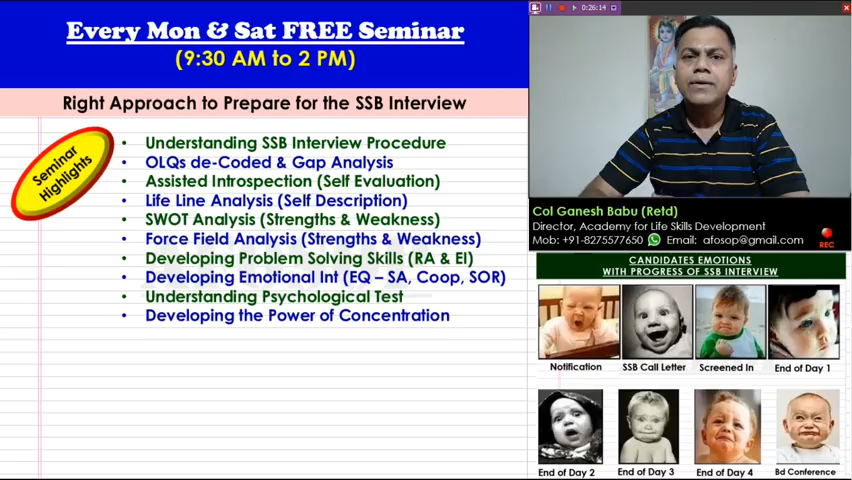 Every Mon & Sat FREE Seminar
(9:30 AM to 2 PM)
Right Approach to Prepare for the SSB Interview
Seminar
Highlights
• Understanding SSB Interview Procedure
• OLQs de-Coded & Gap Analysis
• Assisted Introspection (Self Evaluation)
• Life Line Analysis (Self Description)
• SWOT Analysis (Strengths & Weakness)
• Force Field Analysis (Strengths & Weakness)
• Developing Problem Solving Skills (RA & EI)
• Developing Emotional Int (EQ – SA, Coop, SOR)
• Understanding Psychological Test
• Developing the Power of Concentration
0:26:14
Col Ganesh Babu (Retd)
Director, Academy for Life Skills Development
Mob: +91-8275577650 Email: afosop@gmail.com
REC
CANDIDATES EMOTIONS
WITH PROGRESS OF SSB INTERVIEW
Notification SSB Call Letter Screened In End of Day 1
End of Day 2 End of Day 3 End of Day 4 Bd Conference